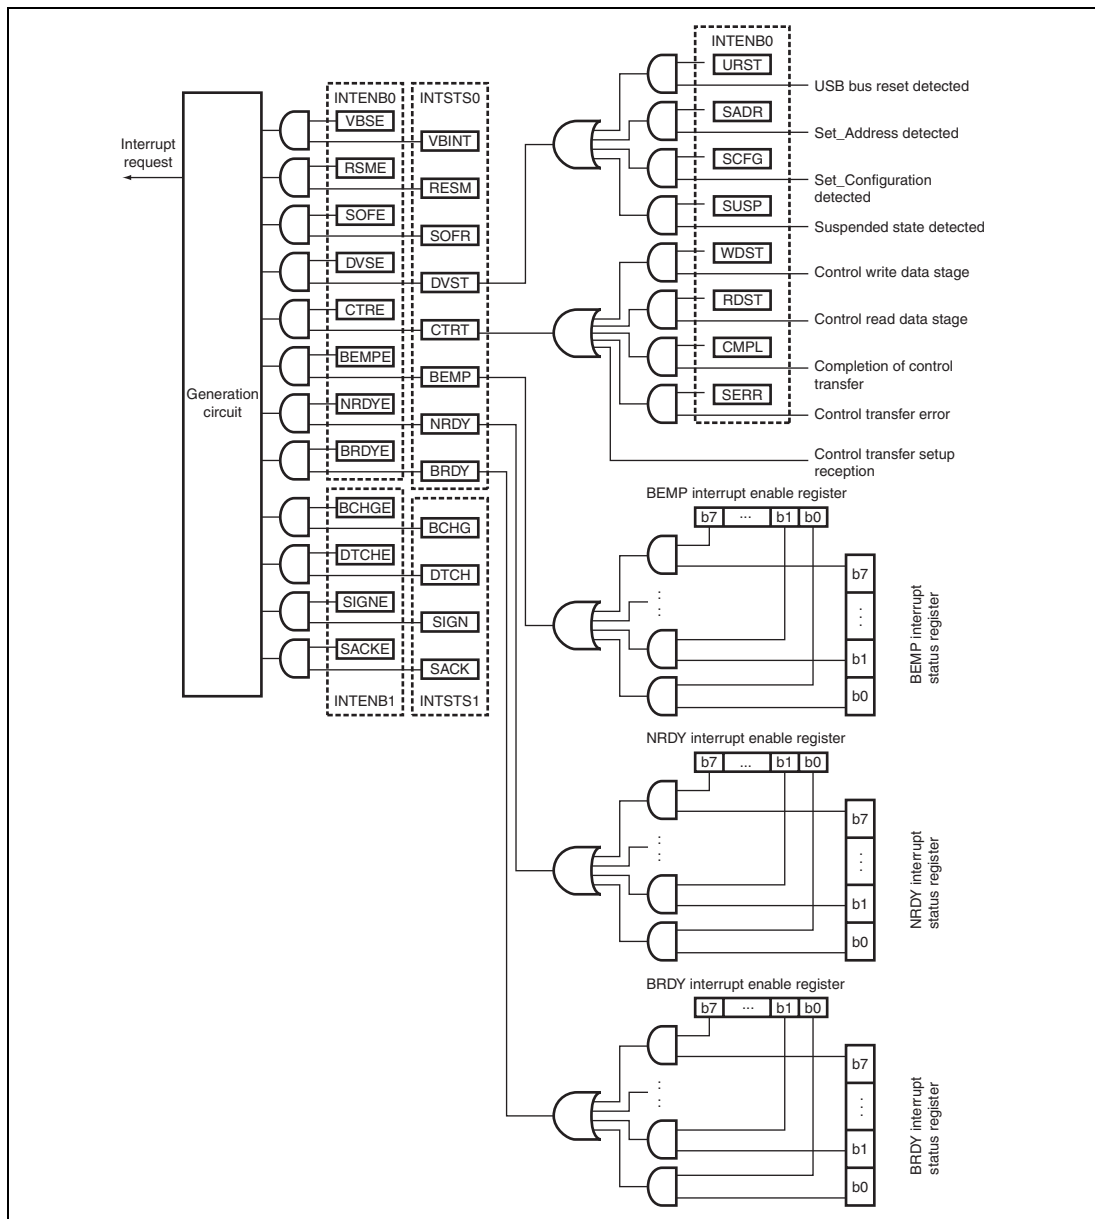 Interrupt
request
Generation
circuit
INTENB0
VBSE
RSME
SOFE
DVSE
CTRE
BEMPE
NRDYE
BRDYE
BCHGE
DTCHE
SIGNE
SACKE
INTENB1
INTSTS0
VBINT
RESM
SOFR
DVST
CTRT
BEMP
NRDY
BRDY
BCHG
DTCH
SIGN
SACK
INTSTS1
INTENB0
URST
USB bus reset detected
SADR
Set_Address detected
SCFG
Set_Configuration
detected
SUSP
Suspended state detected
WDST
Control write data stage
RDST
Control read data stage
CMPL
Completion of control
transfer
SERR
Control transfer error
Control transfer setup
reception
BEMP interrupt enable register
b7 ... b1 b0
b7
b1
b0
BEMP interrupt
status register
NRDY interrupt enable register
b7 ... b1 b0
b7
b1
b0
NRDY interrupt
status register
BRDY interrupt enable register
b7 ... b1 b0
b7
b1
b0
BRDY interrupt
status register